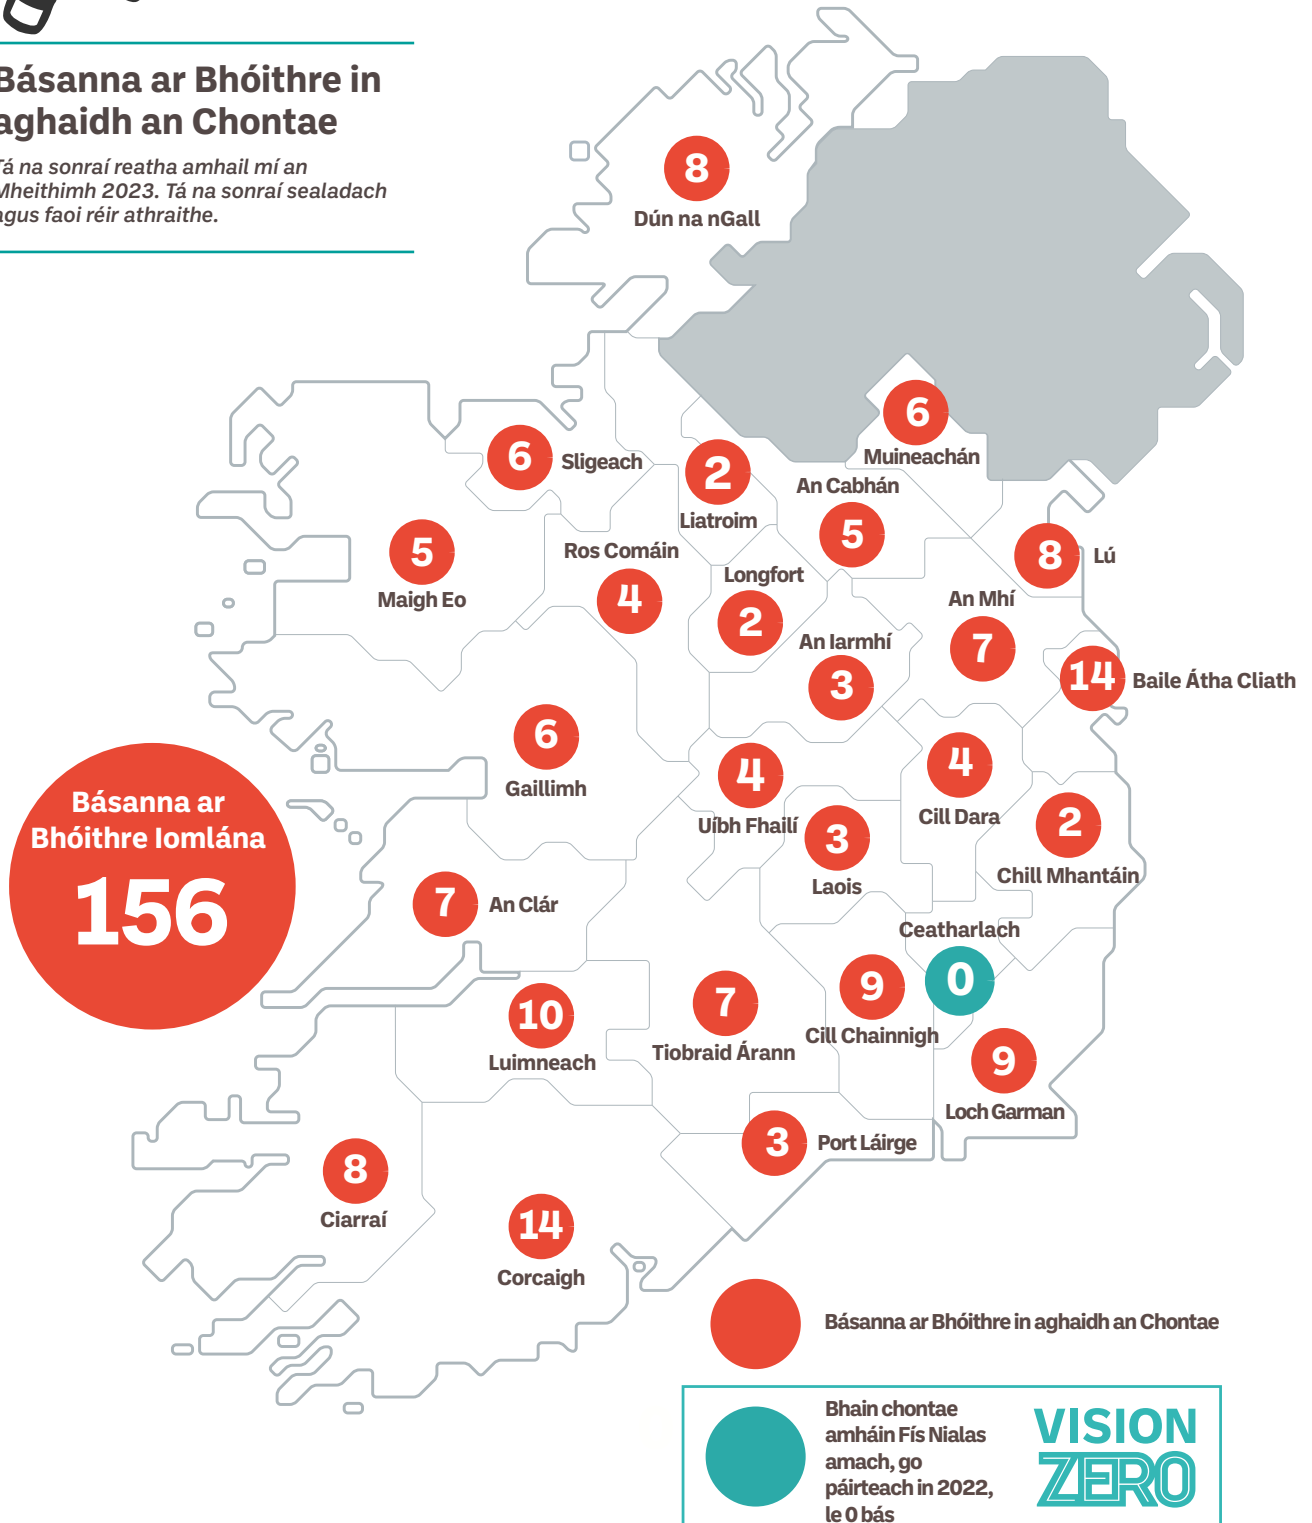 Básanna ar Bhóithre in
aghaidh an Chontae
Tá na sonraí reatha amhail mí an
Mheithimh 2023. Tá na sonraí sealadach
agus faoi réir athraithe.
8
Dún na nGall
6
Muineachán
6
Sligeach
2
Liatroim
An Cabhán
5
5
Maigh Eo
Ros Comáin
4
Longfort
2
8
Lú
An Mhí
7
An Iarmhí
3
14
Baile Átha Cliath
6
Gaillimh
4
Uíbh Fhailí
4
Cill Dara
3
Laois
2
Chill Mhantáin
Básanna ar
Bhóithre Iomlána
156
7
An Clár
Ceatharlach
0
9
Cill Chainnigh
10
Luimneach
7
Tiobraid Árann
9
Loch Garman
3
Port Láirge
8
Ciarraí
14
Corcaigh
Básanna ar Bhóithre in aghaidh an Chontae
Bhain chontae
amháin Fís Nialas
amach, go
páirteach in 2022,
le 0 bás
VISION
ZERO